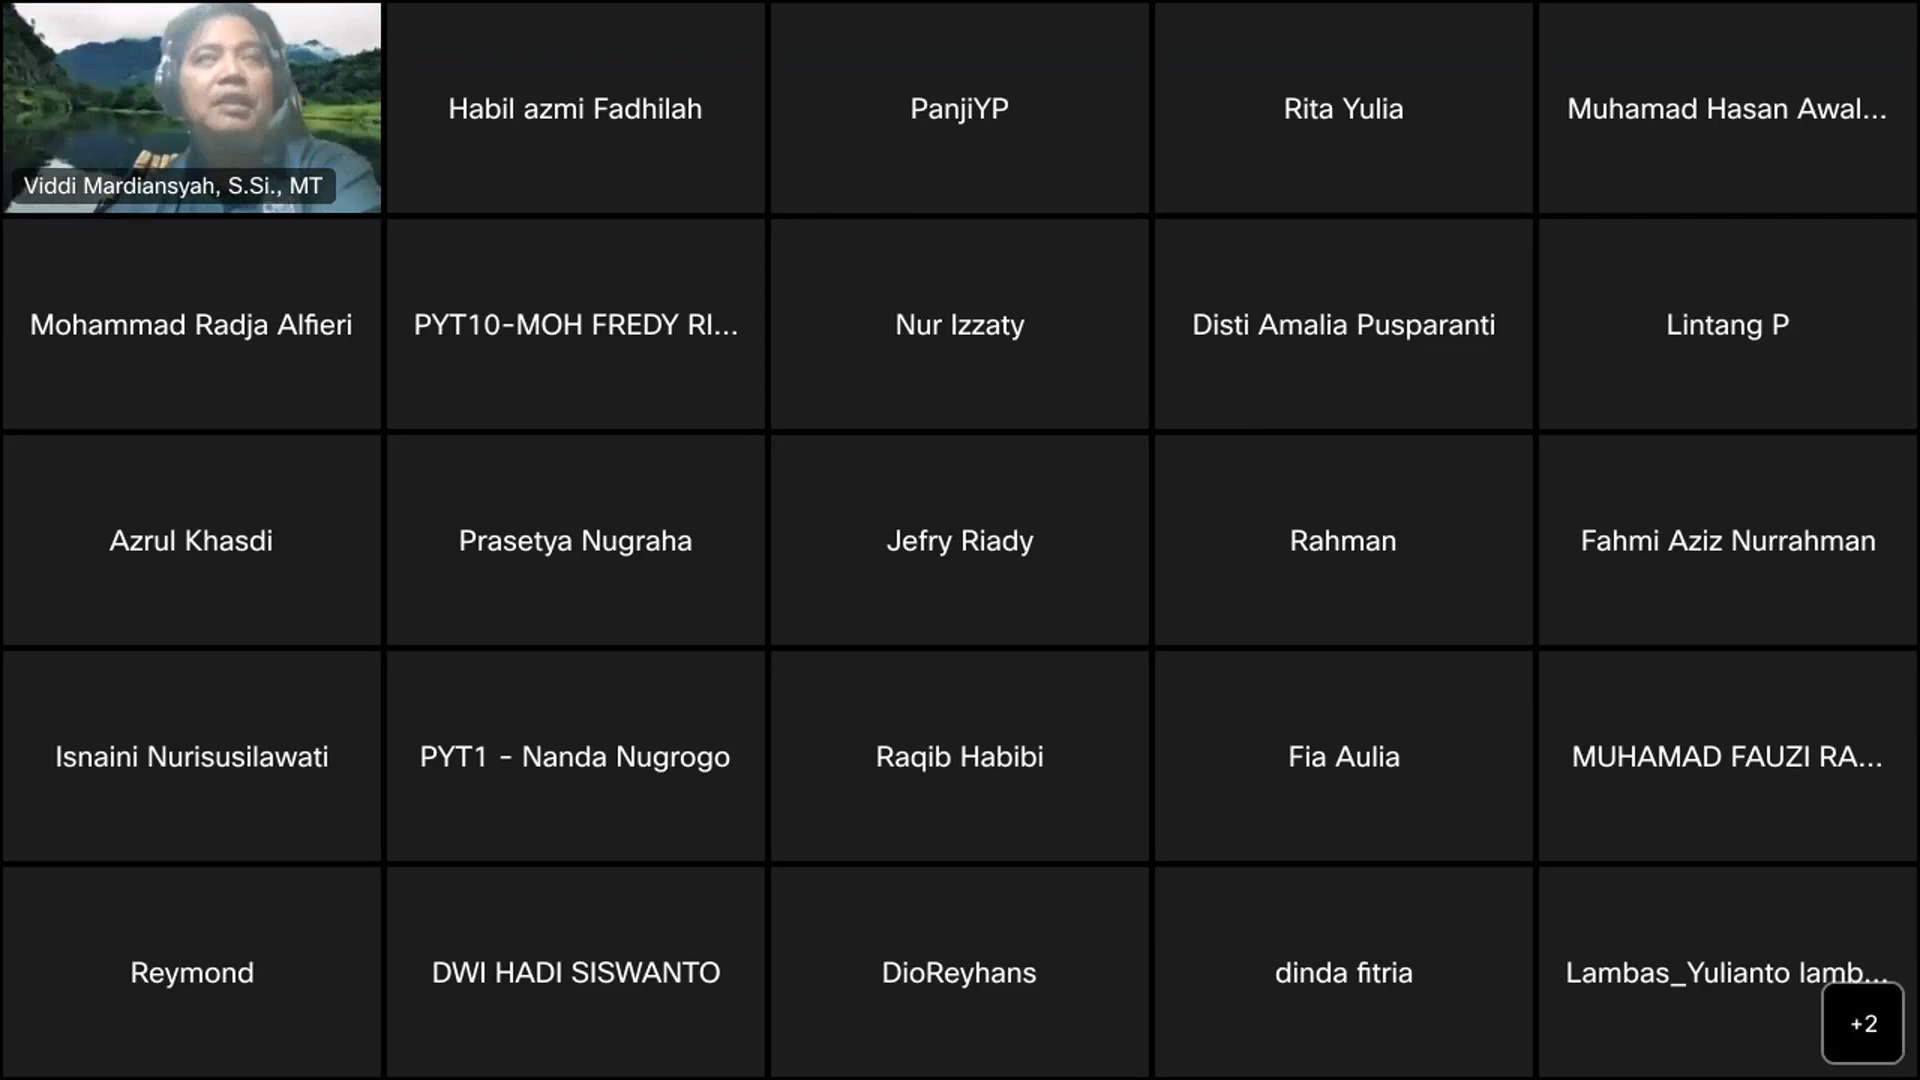 Viddi Mardiansyah, S.Si., MT
Habil azmi Fadhilah
PanjiYP
Rita Yulia
Muhamad Hasan Awal...
Mohammad Radja Alfieri
PYT10-MOH FREDY RI...
Nur Izzaty
Disti Amalia Pusparanti
Lintang P
Azrul Khasdi
Prasetya Nugraha
Jefry Riady
Rahman
Fahmi Aziz Nurrahman
Isnaini Nurisusilawati
PYT1 - Nanda Nugrogo
Raqib Habibi
Fia Aulia
MUHAMAD FAUZI RA...
Reymond
DWI HADI SISWANTO
DioReyhans
dinda fitria
Lambas_Yulianto lamb...
+2